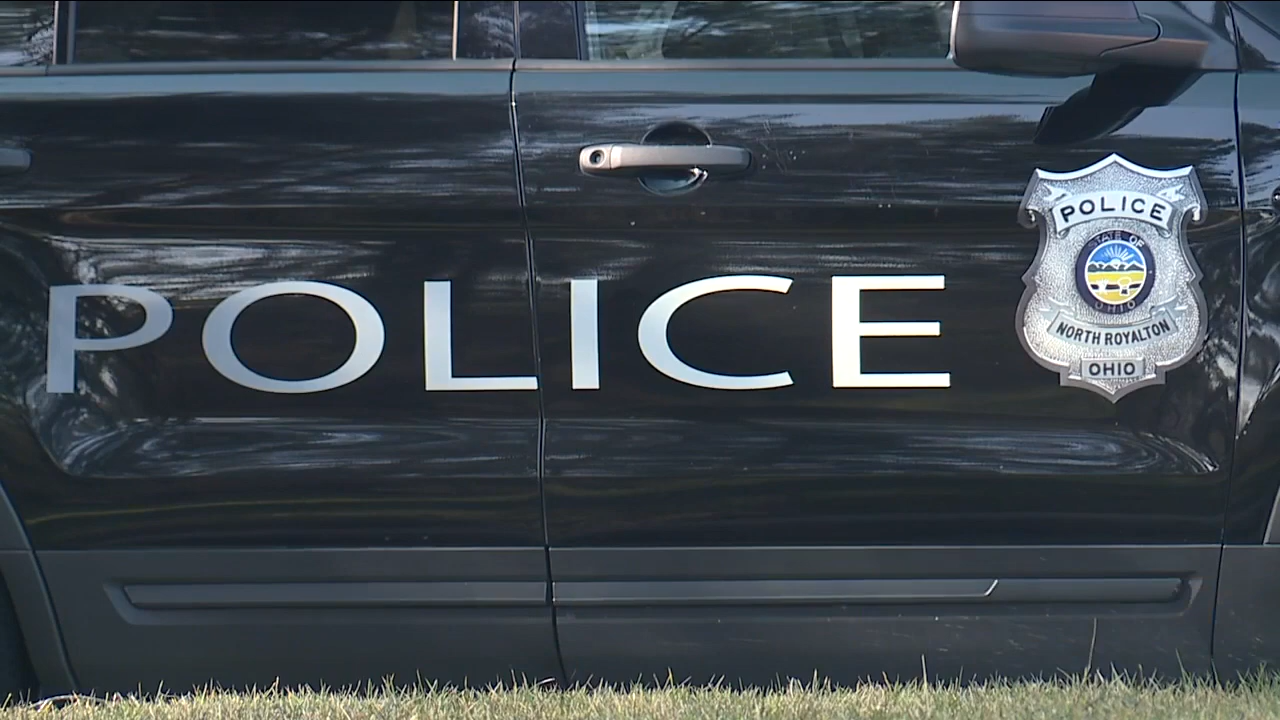 POLICE
POLICE
STATE OF
OHIO
NORTH ROYALTON
OHIO